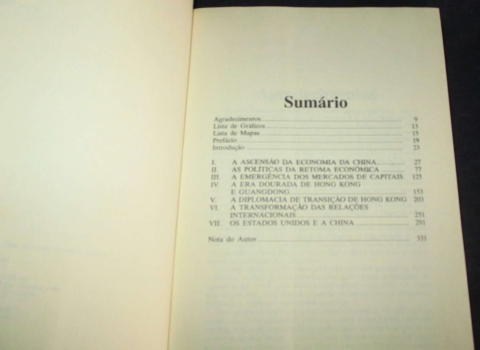 Sumário
Agradecimentos 9
Lista de Gráficos 13
Lista de Mapas 15
Prefácio 19
Introdução 23
I. A ASCENSÃO DA ECONOMIA DA CHINA 27
II. AS POLÍTICAS DA RETOMA ECONÓMICA 77
III. A EMERGÊNCIA DOS MERCADOS DE CAPITAIS 125
IV. A ERA DOURADA DE HONG KONG
E GUANGDONG 153
V. A DIPLOMACIA DE TRANSIÇÃO DE HONG KONG 203
VI. A TRANSFORMAÇÃO DAS RELAÇÕES
INTERNACIONAIS 251
VII. OS ESTADOS UNIDOS E A CHINA 291
Nota do Autor 331